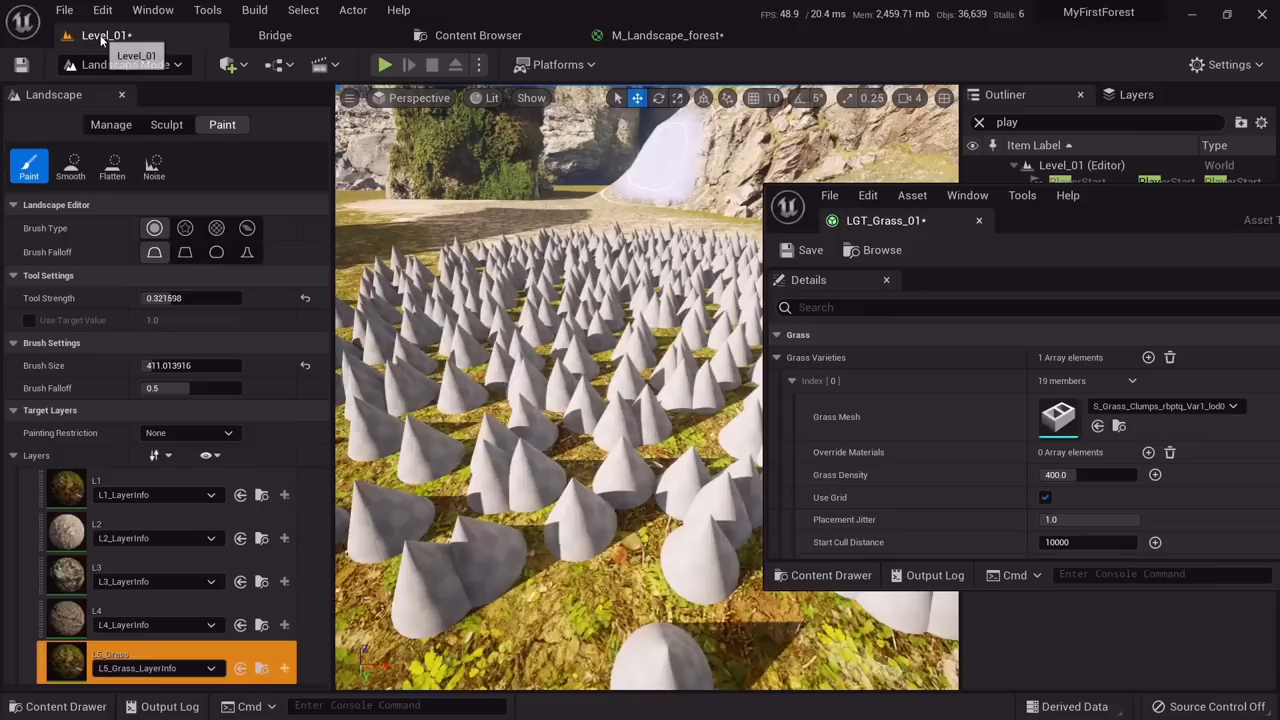 File Edit Window Tools Build Select Actor Help
FPS: 48.9 / 20.4 ms Mem: 2,459.71 mb Objs: 36,639 Stalls: 6
MyFirstForest
Level_01*
Bridge
Content Browser
M_Landscape_forest*
Level_01
Landscape Mode
Platforms
Settings
Landscape
Manage Sculpt Paint
Paint Smooth Flatten Noise
Landscape Editor
Brush Type
Brush Falloff
Tool Settings
Tool Strength 0.321598
Use Target Value 1.0
Brush Settings
Brush Size 411.013916
Brush Falloff 0.5
Target Layers
Painting Restriction None
Layers
L1
L1_LayerInfo
L2
L2_LayerInfo
L3
L3_LayerInfo
L4
L4_LayerInfo
L5_Grass
L5_Grass_LayerInfo
Perspective Lit Show
10 5° 0.25 4
Outliner Layers
play
Item Label Type
Level_01 (Editor) World
PlayerStart PlayerStart PlayerStart
File Edit Asset Window Tools Help
LGT_Grass_01*
Asset T
Save Browse
Details
Search
Grass
Grass Varieties 1 Array elements
Index [ 0 ] 19 members
Grass Mesh S_Grass_Clumps_rbptq_Var1_lod0
Override Materials 0 Array elements
Grass Density 400.0
Use Grid
Placement Jitter 1.0
Start Cull Distance 10000
Content Drawer Output Log Cmd Enter Console Command
Content Drawer Output Log Cmd Enter Console Command
Derived Data Source Control Off